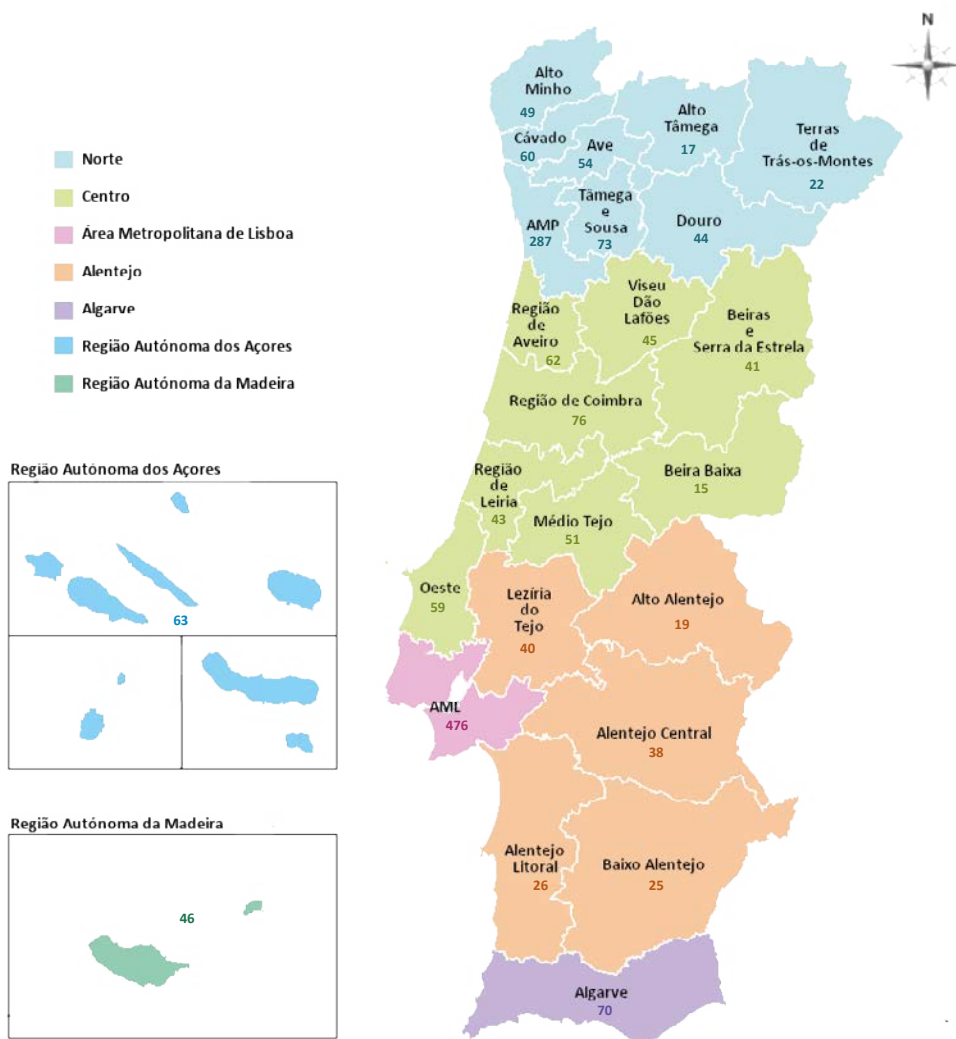 N
Norte
Centro
Área Metropolitana de Lisboa
Alentejo
Algarve
Região Autónoma dos Açores
Região Autónoma da Madeira
Alto
Minho
49
Cávado
60
Ave
54
Alto
Tâmega
17
Terras
de
Trás-os-Montes
22
AMP
287
Tâmega
e
Sousa
73
Douro
44
Região
de
Aveiro
62
Viseu
Dão
Lafões
45
Beiras
e
Serra da Estrela
41
Região de Coimbra
76
Região
de
Leiria
43
Médio Tejo
51
Beira Baixa
15
Oeste
59
Lezíria
do
Tejo
40
Alto Alentejo
19
AML
476
Alentejo Central
38
Alentejo
Litoral
26
Baixo Alentejo
25
Algarve
70
Região Autónoma dos Açores
63
Região Autónoma da Madeira
46